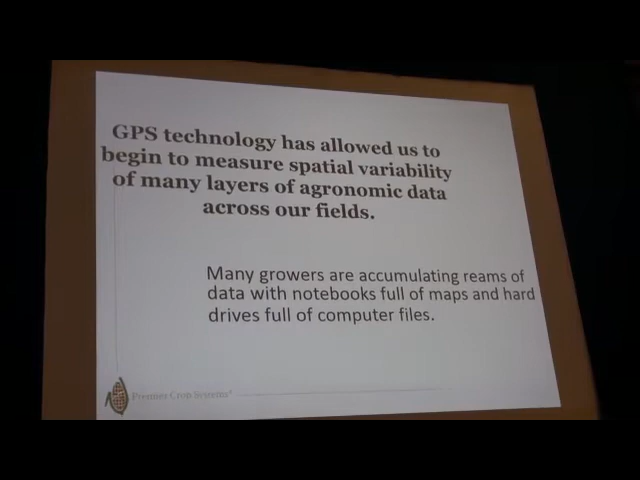 GPS technology has allowed us to
begin to measure spatial variability
of many layers of agronomic data
across our fields.
Many growers are accumulating reams of
data with notebooks full of maps and hard
drives full of computer files.
Premier Crop Systems